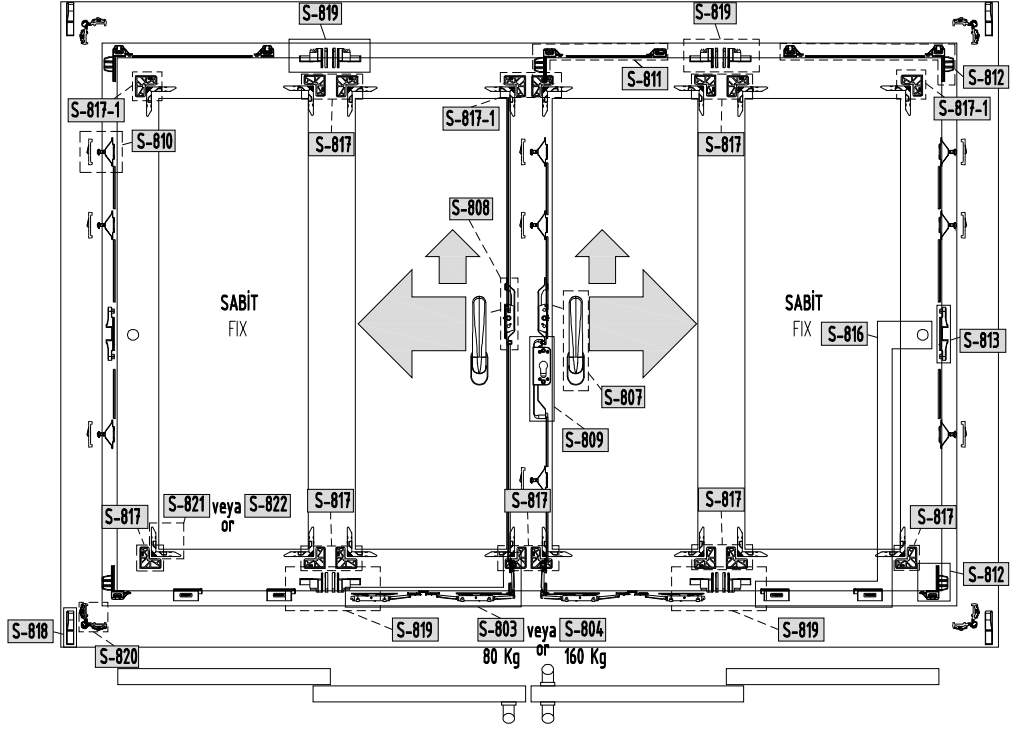 S-819
S-819
S-811
S-812
S-817-1
S-817-1
S-817-1
S-810
S-817
S-817
S-808
SABİT
FIX
SABİT
FIX
S-816
S-813
S-807
S-809
S-821 veya S-822
or
S-817
S-817
S-817
S-817
S-817
S-812
S-818
S-819
S-803 veya S-804
or
80 Kg 160 Kg
S-819
S-820